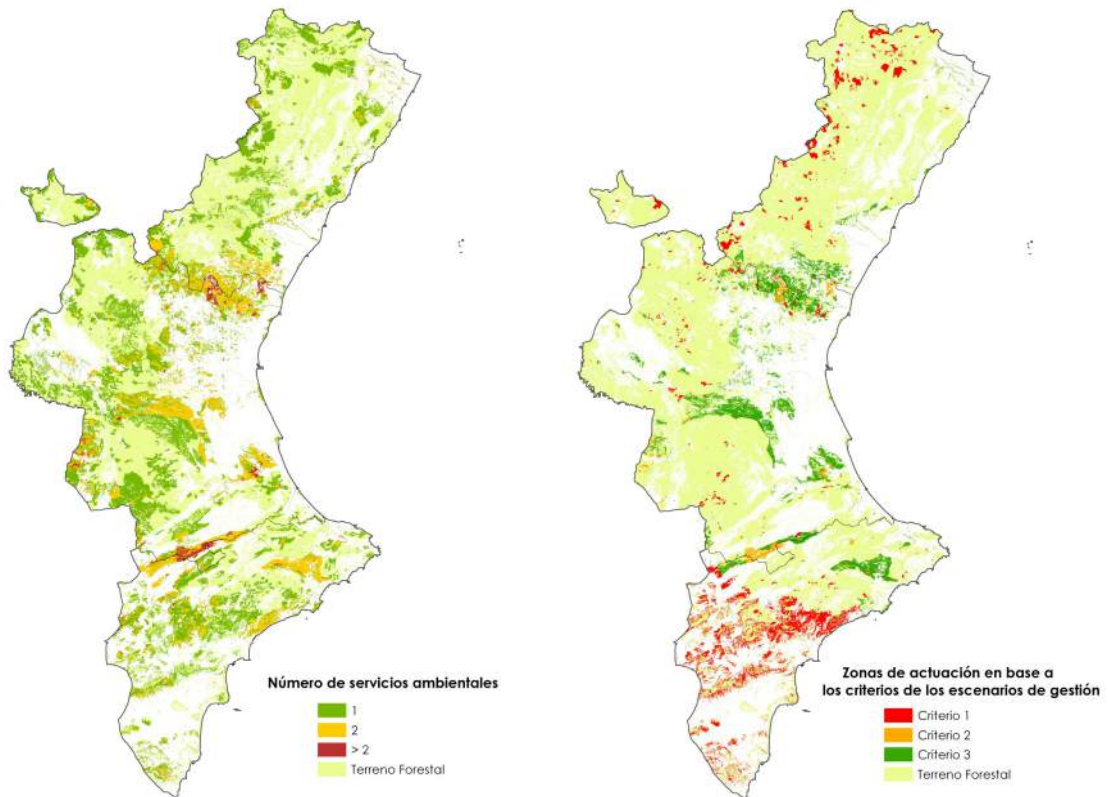 Número de servicios ambientales
1
2
> 2
Terreno Forestal
Zonas de actuación en base a
los criterios de los escenarios de gestión
Criterio 1
Criterio 2
Criterio 3
Terreno Forestal